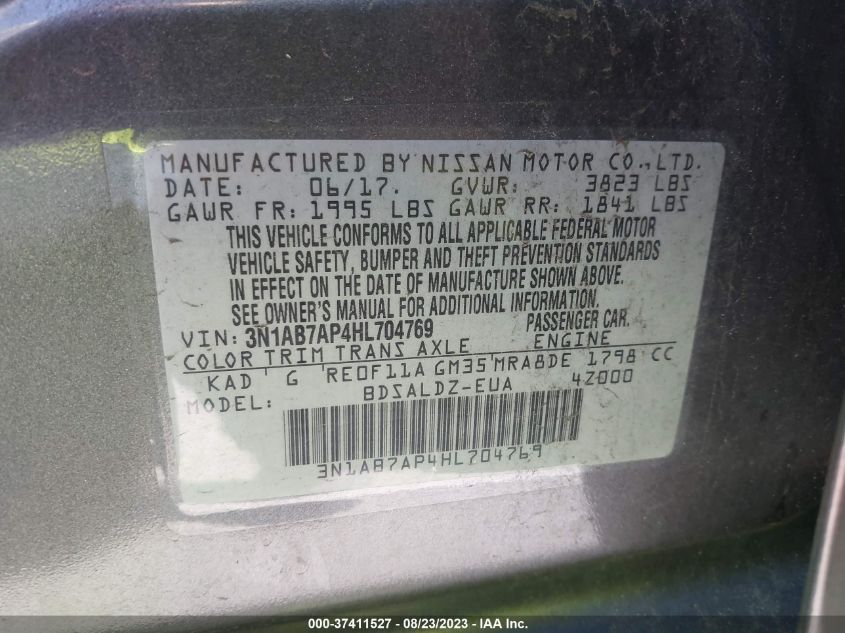 MANUFACTURED BY NISSAN MOTOR CO., LTD.
DATE: 06/17. GVWR: 3823 LBS
GAWR FR: 1995 LBS GAWR RR: 1841 LBS
THIS VEHICLE CONFORMS TO ALL APPLICABLE FEDERAL MOTOR
VEHICLE SAFETY, BUMPER AND THEFT PREVENTION STANDARDS
IN EFFECT ON THE DATE OF MANUFACTURE SHOWN ABOVE.
SEE OWNER'S MANUAL FOR ADDITIONAL INFORMATION.
VIN: 3N1AB7AP4HL704769 PASSENGER CAR.
COLOR TRIM TRANS AXLE ENGINE
KAD G RE0F11A GM35 MRA8DE 1798 CC
MODEL: BDSALDZ-EUA 4Z000
3N1AB7AP4HL704769
000-37411527 - 08/23/2023 - IAA Inc.